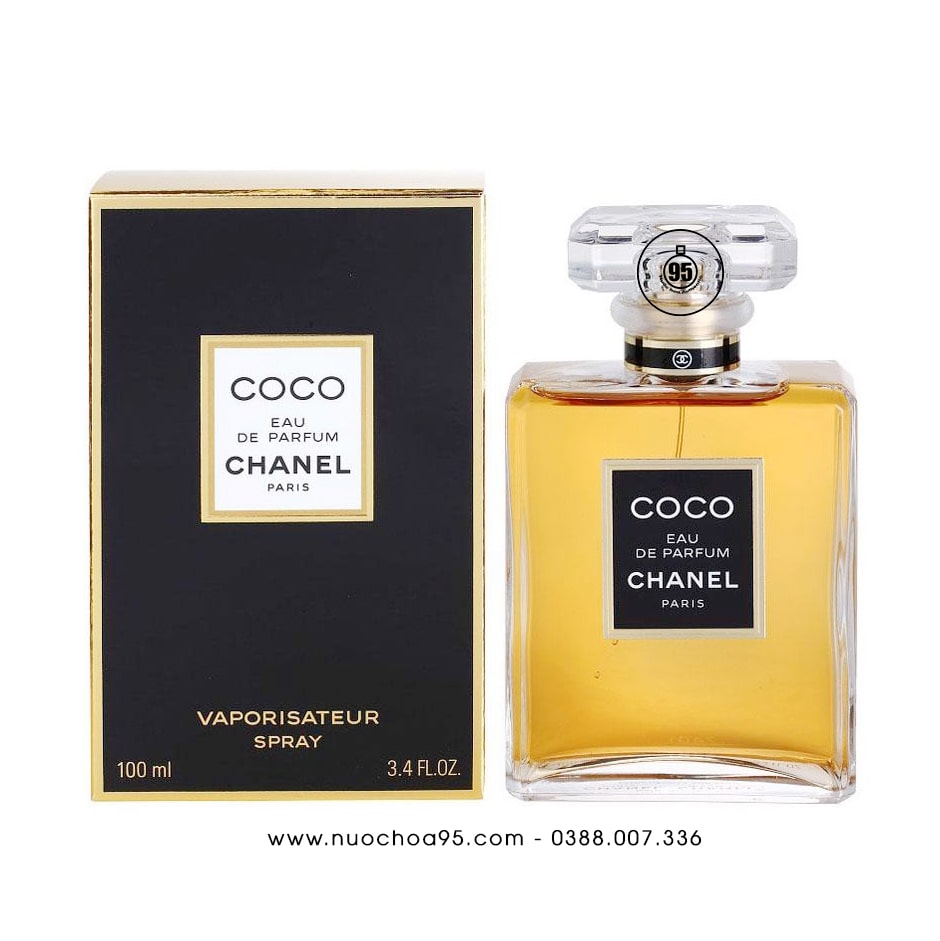 COCO
EAU
DE PARFUM
CHANEL
PARIS
VAPORISATEUR
SPRAY
100 ml
3.4 FL.OZ.
95
COCO
EAU
DE PARFUM
CHANEL
PARIS
www.nuochoa95.com - 0388.007.336